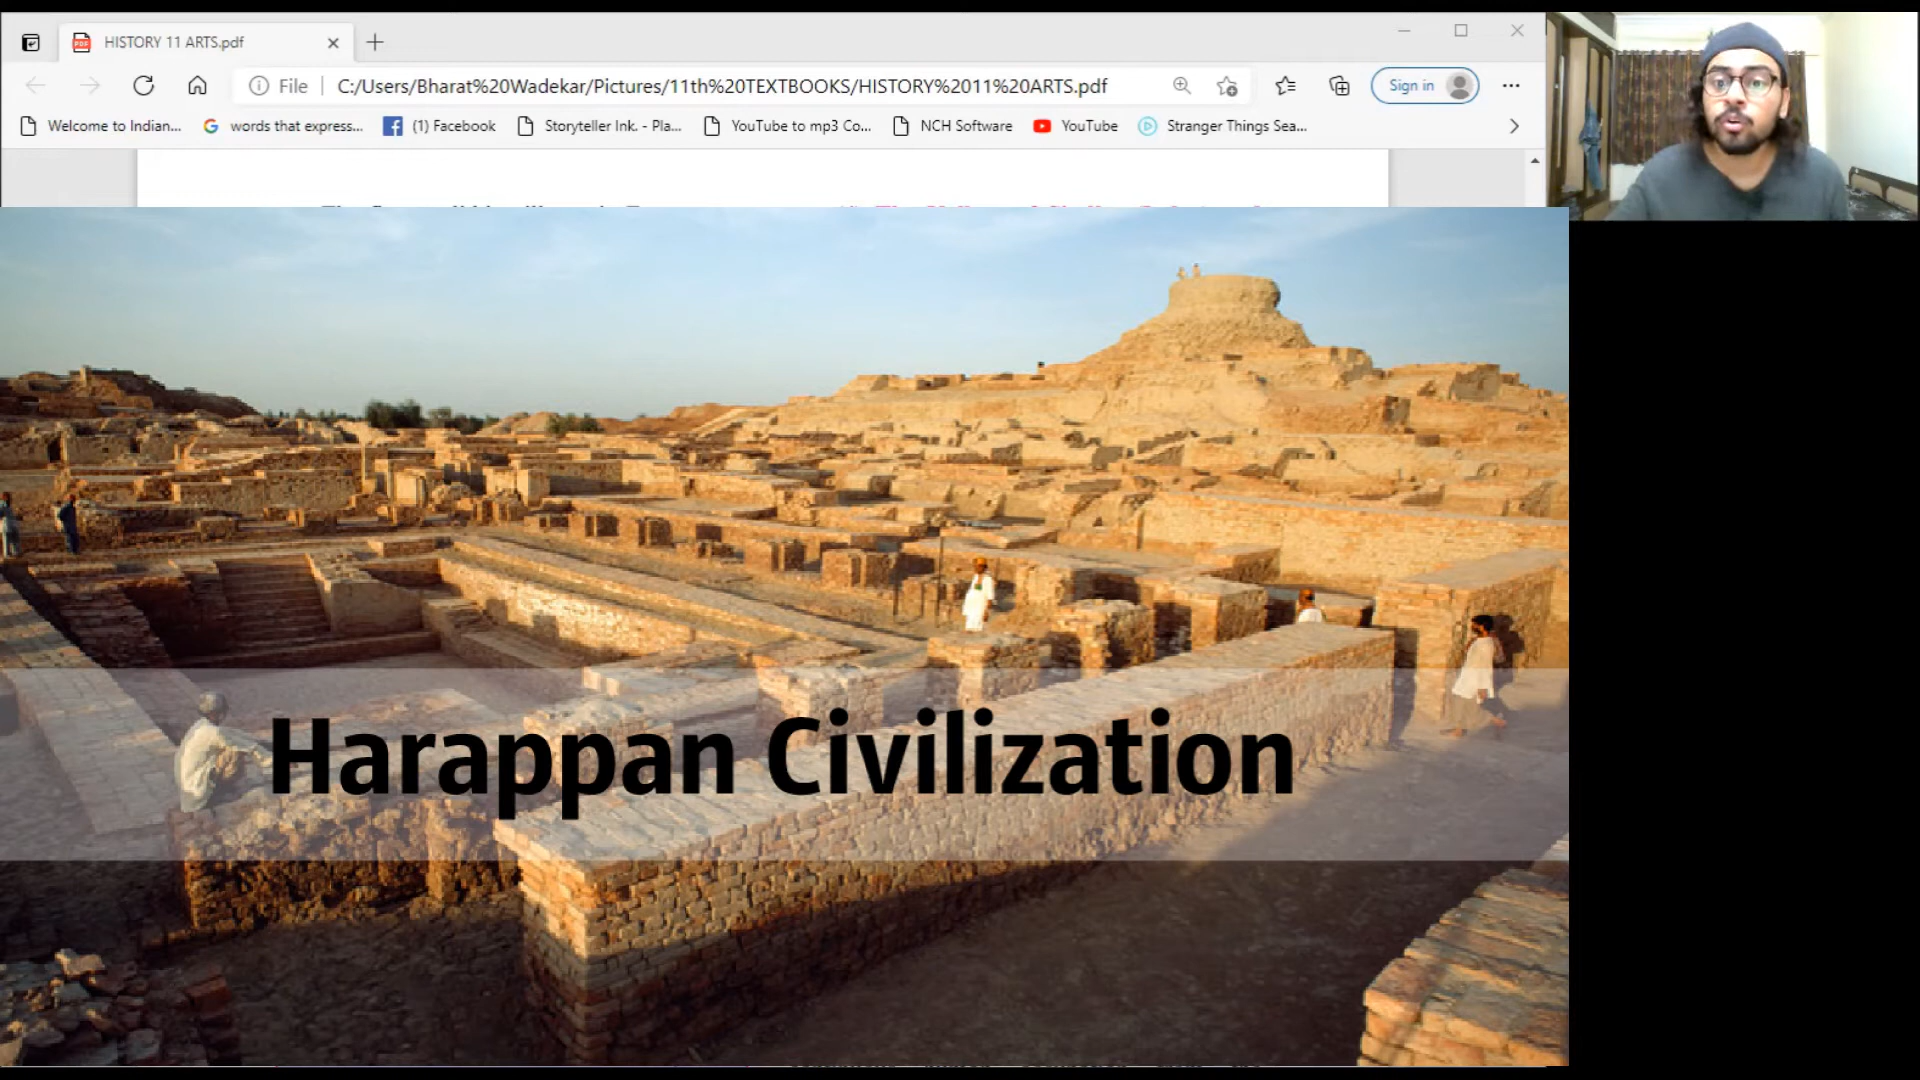 HISTORY 11 ARTS.pdf
File
C:/Users/Bharat%20Wadekar/Pictures/11th%20TEXTBOOKS/HISTORY%2011%20ARTS.pdf
Sign in
Welcome to Indian...
words that express...
(1) Facebook
Storyteller Ink. - Pla...
YouTube to mp3 Co...
NCH Software
YouTube
Stranger Things Sea...
Harappan Civilization